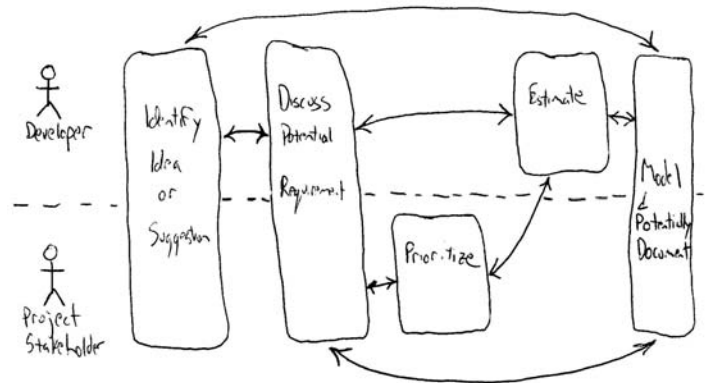 Developer
Identify
Idea
or
Suggestion
Discuss
Potential
Requirement
Estimate
Model
&
Potentially
Document
Prioritize
Project
Stakeholder